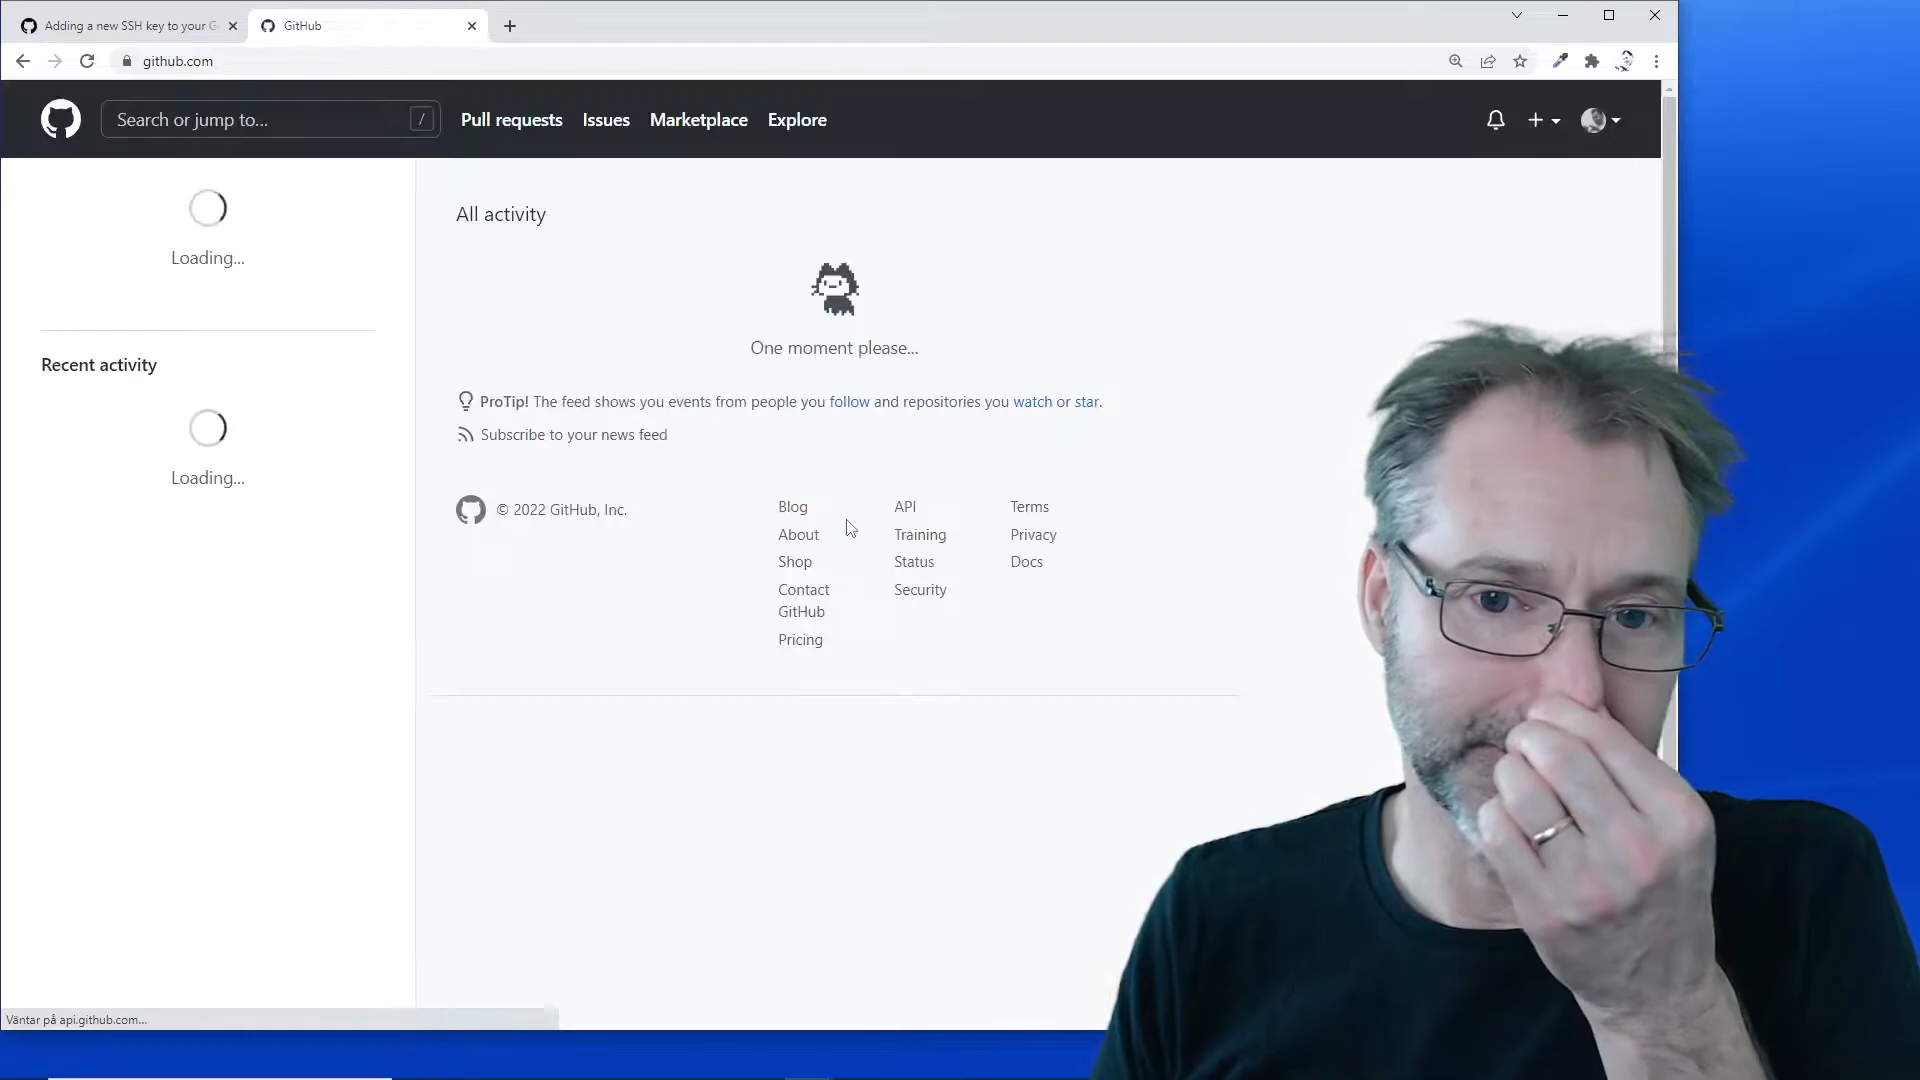 Adding a new SSH key to your G
GitHub
github.com
Search or jump to...
/
Pull requests
Issues
Marketplace
Explore
Loading...
Recent activity
Loading...
All activity
One moment please...
ProTip! The feed shows you events from people you follow and repositories you watch or star.
Subscribe to your news feed
© 2022 GitHub, Inc.
Blog
About
Shop
Contact
GitHub
Pricing
API
Training
Status
Security
Terms
Privacy
Docs
Väntar på api.github.com...